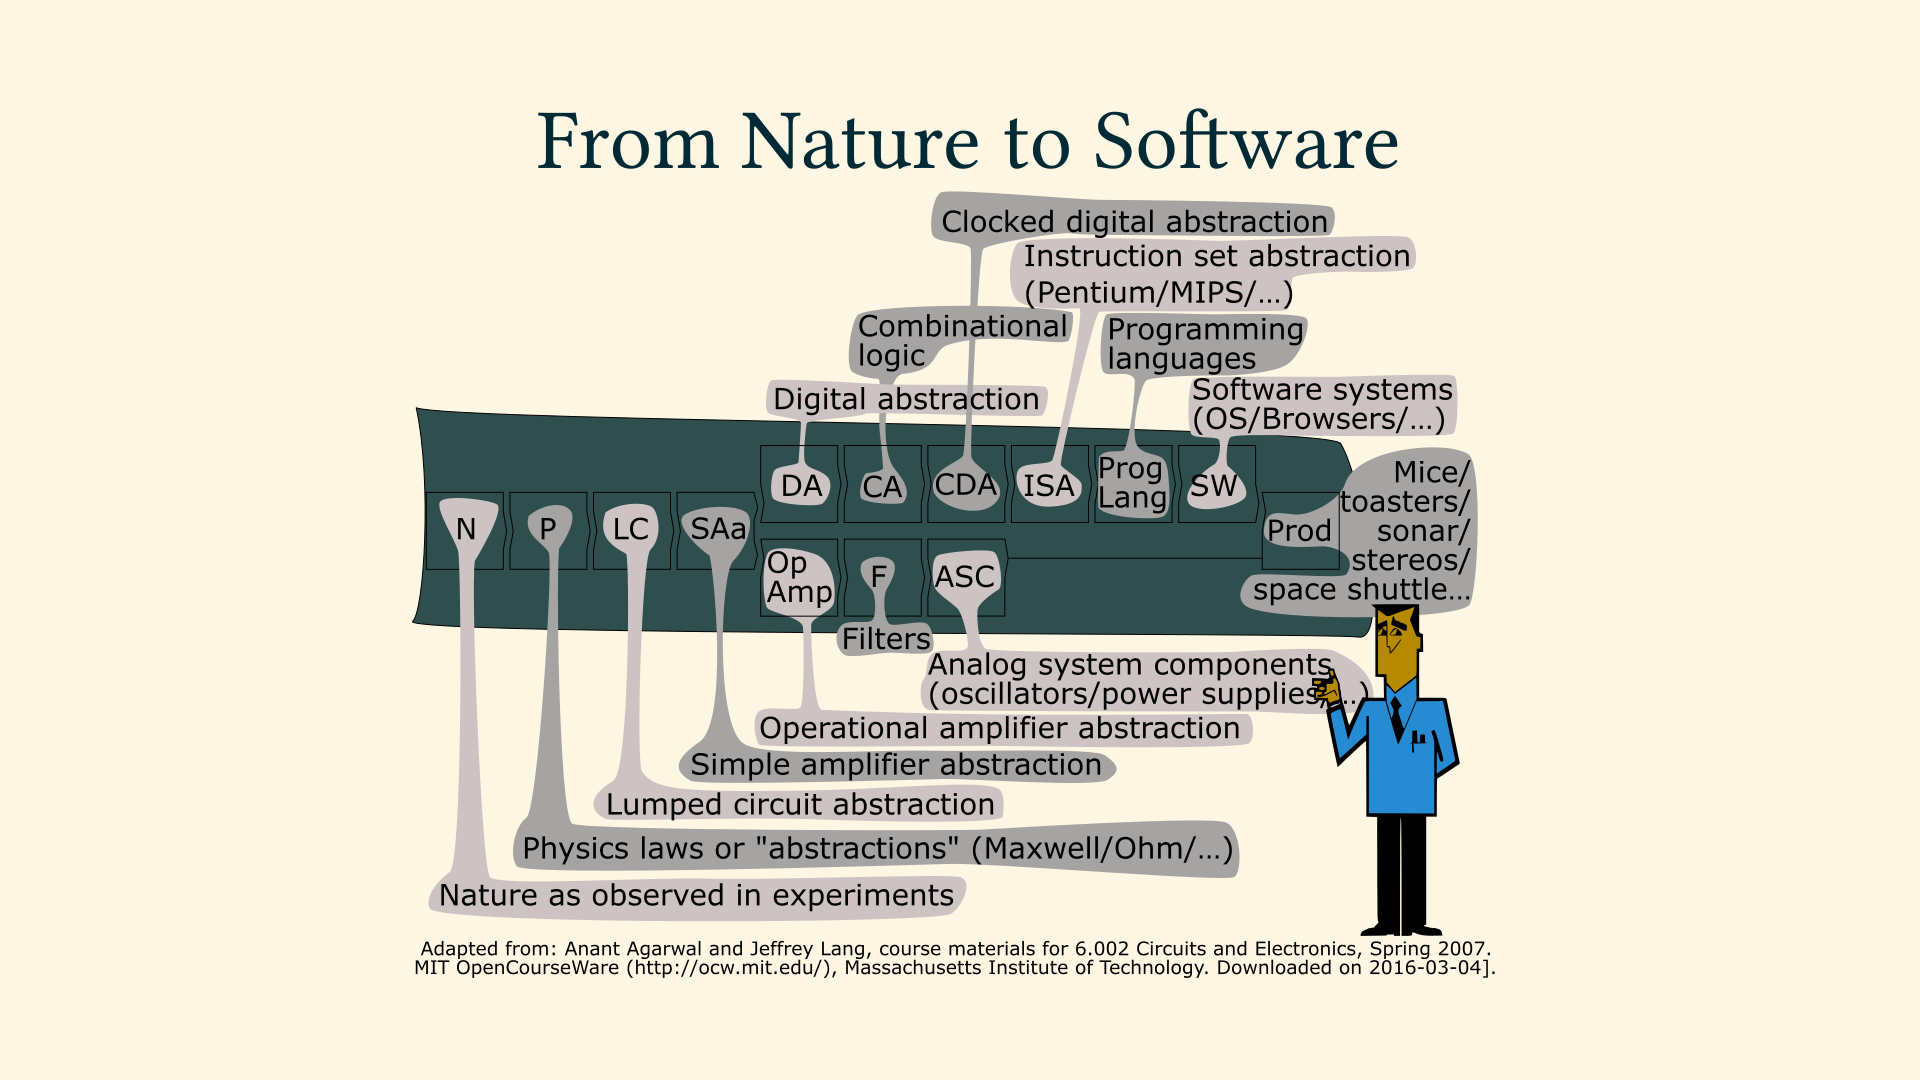 From Nature to Software
Clocked digital abstraction
Instruction set abstraction
(Pentium/MIPS/...)
Combinational
logic
Programming
languages
Digital abstraction
Software systems
(OS/Browsers/...)
DA
CA
CDA
ISA
Prog
Lang
SW
N
P
LC
SAa
Op
Amp
F
ASC
Prod
Mice/
toasters/
sonar/
stereos/
space shuttle...
Filters
Analog system components
(oscillators/power supplies/...)
Operational amplifier abstraction
Simple amplifier abstraction
Lumped circuit abstraction
Physics laws or "abstractions" (Maxwell/Ohm/...)
Nature as observed in experiments
Adapted from: Anant Agarwal and Jeffrey Lang, course materials for 6.002 Circuits and Electronics, Spring 2007.
MIT OpenCourseWare (http://ocw.mit.edu/), Massachusetts Institute of Technology. Downloaded on 2016-03-04].